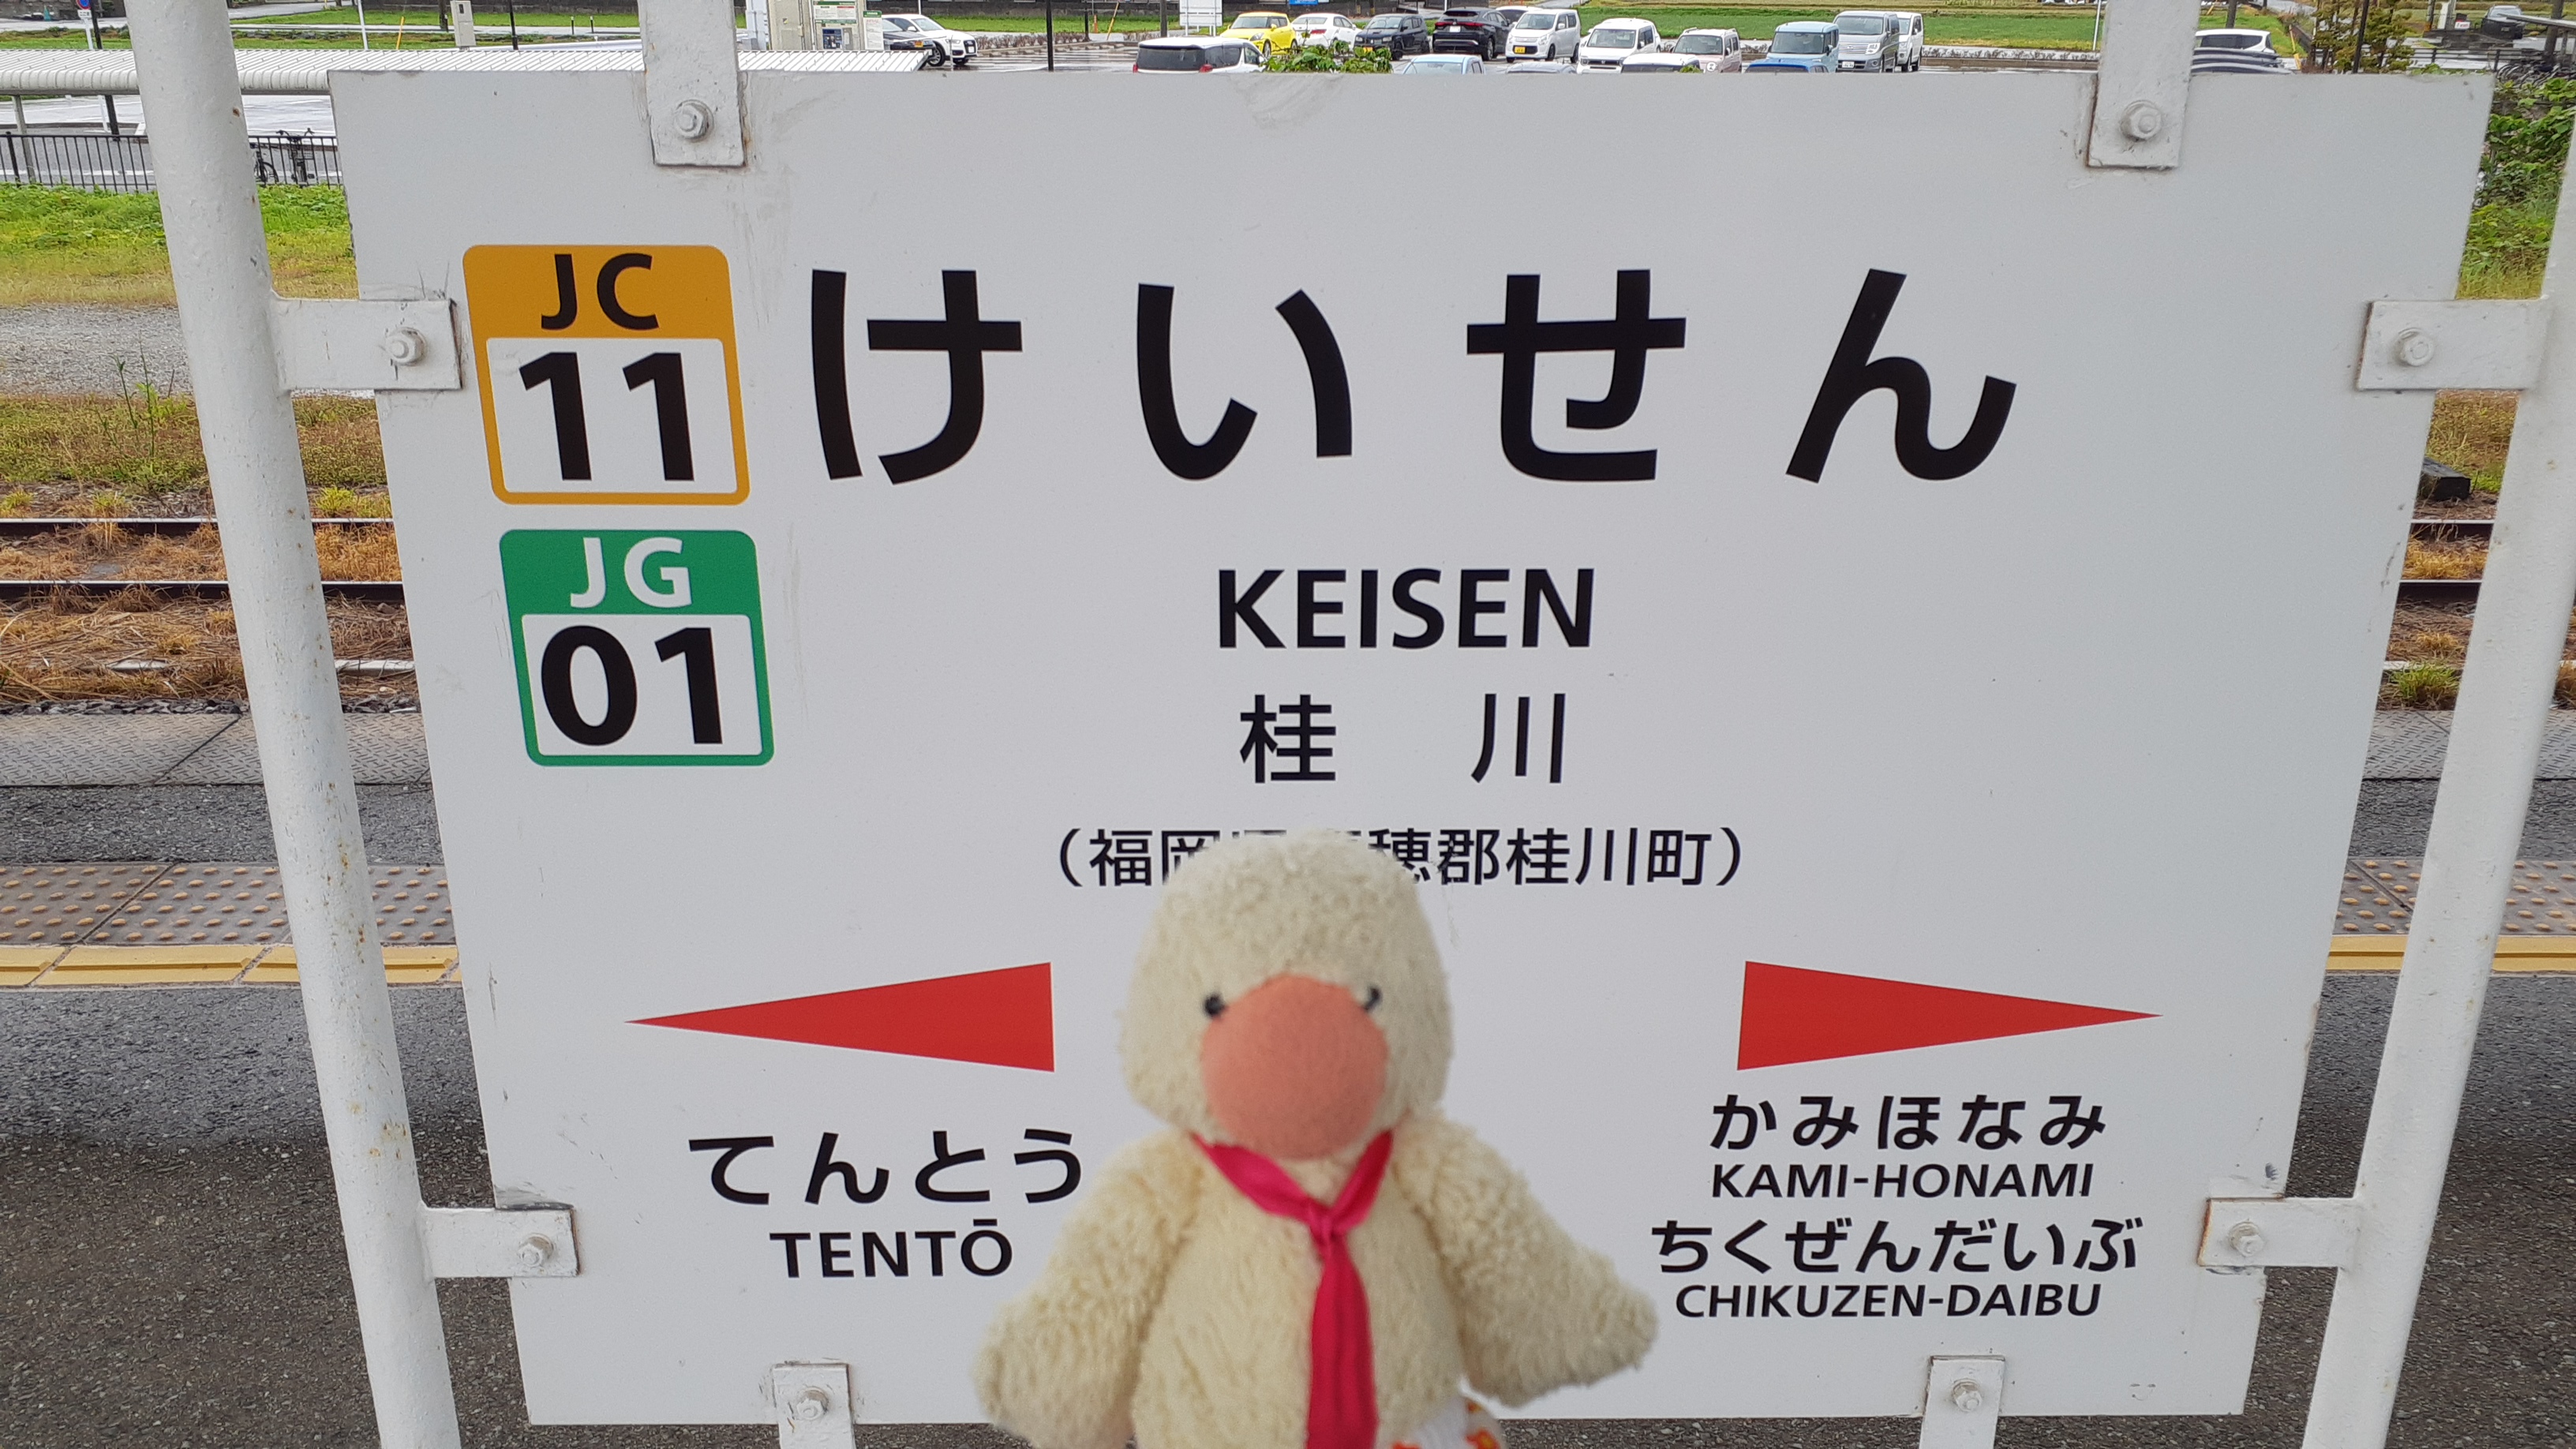 JC
11
けいせん
JG
01
KEISEN
桂川
(福岡 穂郡桂川町)
てんとう
TENTŌ
かみほなみ
KAMI-HONAMI
ちくぜんだいぶ
CHIKUZEN-DAIBU